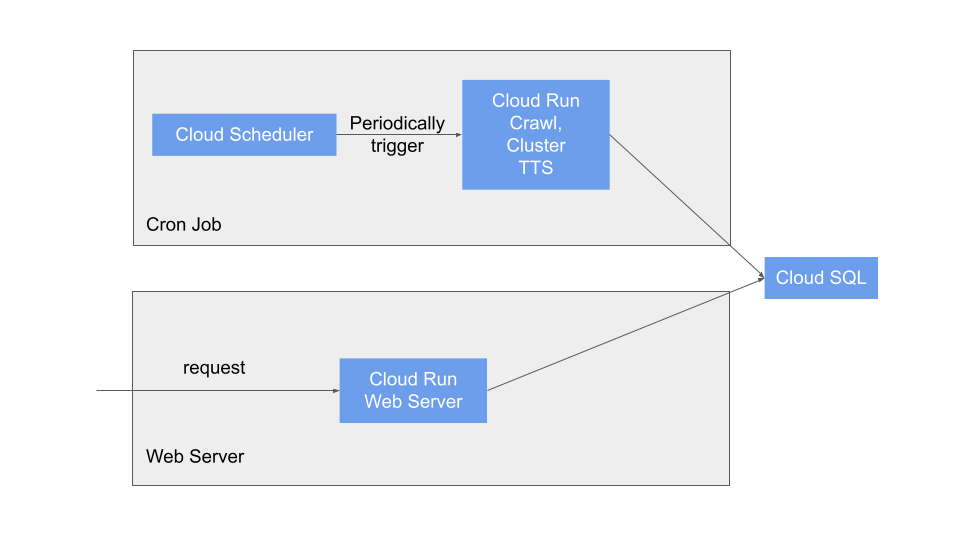 Cloud Scheduler
Periodically
trigger
Cloud Run
Crawl,
Cluster
TTS
Cron Job
Cloud SQL
request
Cloud Run
Web Server
Web Server